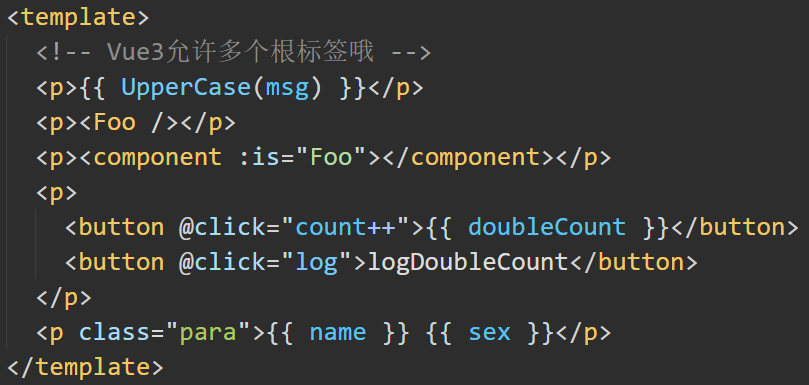 <template>
  <!-- Vue3允许多个根标签哦 -->
  <p>{{ UpperCase(msg) }}</p>
  <p><Foo /></p>
  <p><component :is="Foo"></component></p>
  <p>
    <button @click="count++">{{ doubleCount }}</button>
    <button @click="log">logDoubleCount</button>
  </p>
  <p class="para">{{ name }} {{ sex }}</p>
</template>